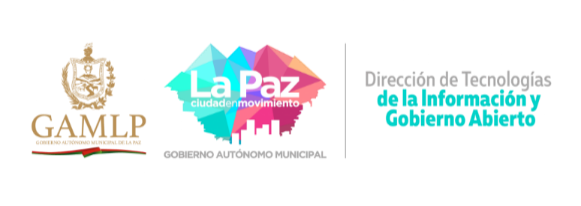 GAMLP
GOBIERNO AUTÓNOMO MUNICIPAL DE LA PAZ
La Paz
ciudadenmovimiento
GOBIERNO AUTÓNOMO MUNICIPAL
Dirección de Tecnologías
de la Información y
Gobierno Abierto